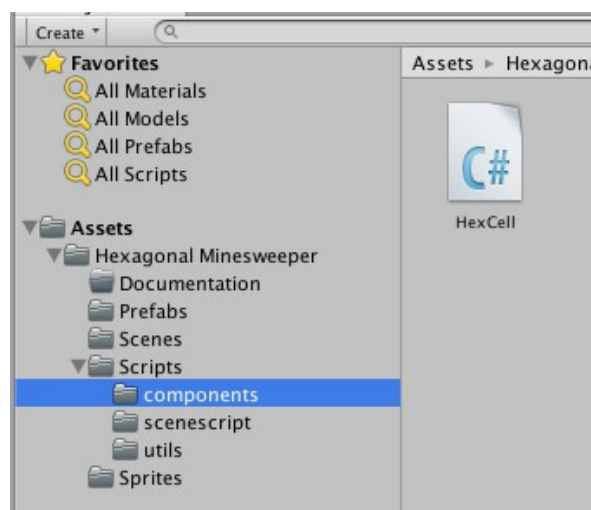 Create
Favorites
All Materials
All Models
All Prefabs
All Scripts
Assets
Hexagonal Minesweeper
Documentation
Prefabs
Scenes
Scripts
components
scenescript
utils
Sprites
Assets ▸ Hexagona
C#
HexCell